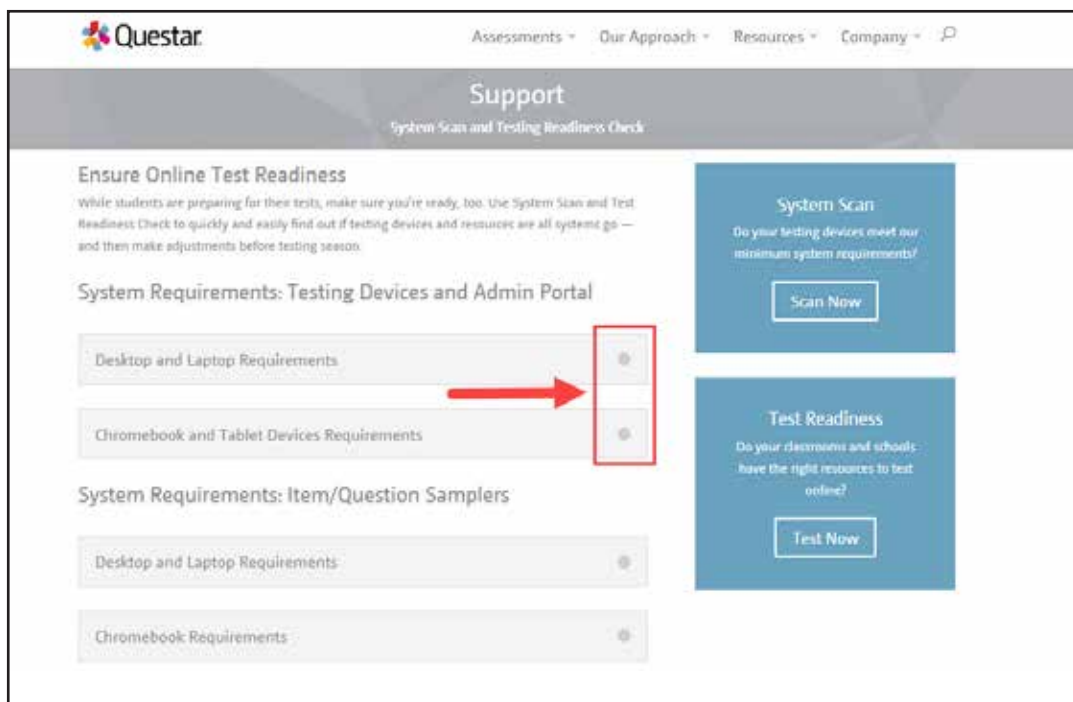 Questar
Assessments Our Approach Resources Company
Support
System Scan and Testing Readiness Check
Ensure Online Test Readiness
While students are preparing for their tests, make sure you're ready, too. Use System Scan and Test
Readiness Check to quickly and easily find out if testing devices and resources are all systems go —
and then make adjustments before testing season.
System Requirements: Testing Devices and Admin Portal
Desktop and Laptop Requirements
Chromebook and Tablet Devices Requirements
System Requirements: Item/Question Samplers
Desktop and Laptop Requirements
Chromebook Requirements
System Scan
Do your testing devices meet our
minimum system requirements?
Scan Now
Test Readiness
Do your classrooms and schools
have the right resources to test
online?
Test Now